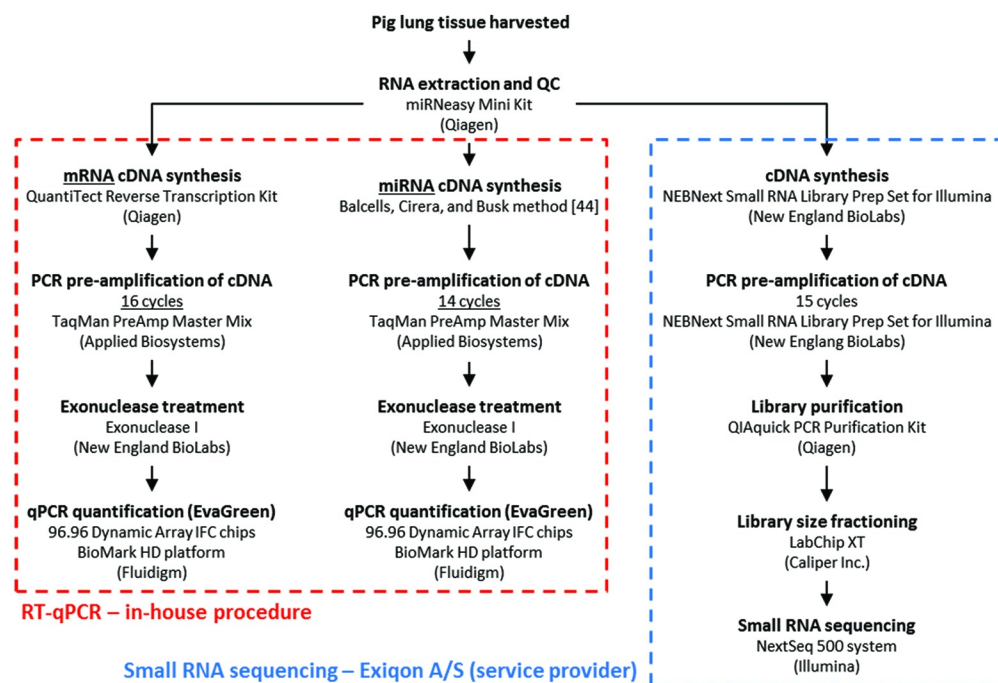 Pig lung tissue harvested
RNA extraction and QC
miRNeasy Mini Kit
(Qiagen)
mRNA cDNA synthesis
QuantiTect Reverse Transcription Kit
(Qiagen)
PCR pre-amplification of cDNA
16 cycles
TaqMan PreAmp Master Mix
(Applied Biosystems)
Exonuclease treatment
Exonuclease I
(New England BioLabs)
qPCR quantification (EvaGreen)
96.96 Dynamic Array IFC chips
BioMark HD platform
(Fluidigm)
miRNA cDNA synthesis
Balcells, Cirera, and Busk method [44]
PCR pre-amplification of cDNA
14 cycles
TaqMan PreAmp Master Mix
(Applied Biosystems)
Exonuclease treatment
Exonuclease I
(New England BioLabs)
qPCR quantification (EvaGreen)
96.96 Dynamic Array IFC chips
BioMark HD platform
(Fluidigm)
RT-qPCR – in-house procedure
cDNA synthesis
NEBNext Small RNA Library Prep Set for Illumina
(New England BioLabs)
PCR pre-amplification of cDNA
15 cycles
NEBNext Small RNA Library Prep Set for Illumina
(New Englang BioLabs)
Library purification
QIAquick PCR Purification Kit
(Qiagen)
Library size fractioning
LabChip XT
(Caliper Inc.)
Small RNA sequencing
NextSeq 500 system
(Illumina)
Small RNA sequencing – Exiqon A/S (service provider)